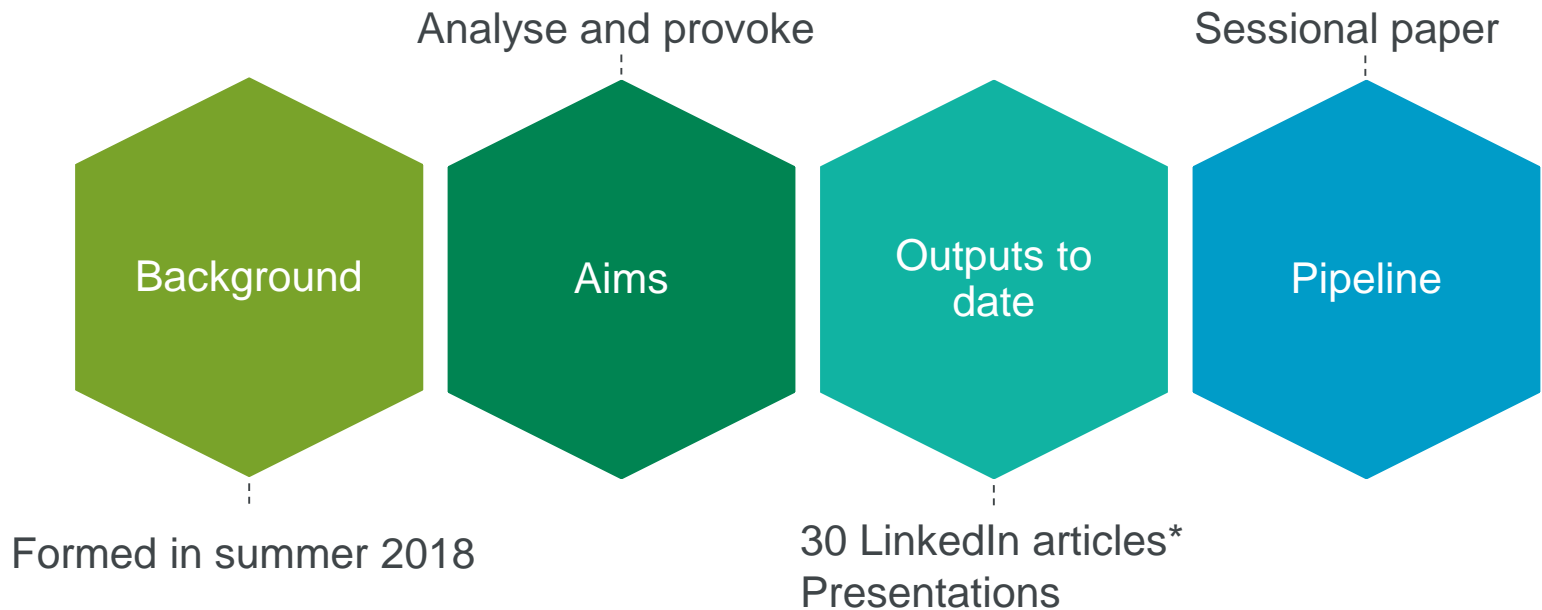 Analyse and provoke
Sessional paper
Background
Aims
Outputs to
date
Pipeline
Formed in summer 2018
30 LinkedIn articles*
Presentations